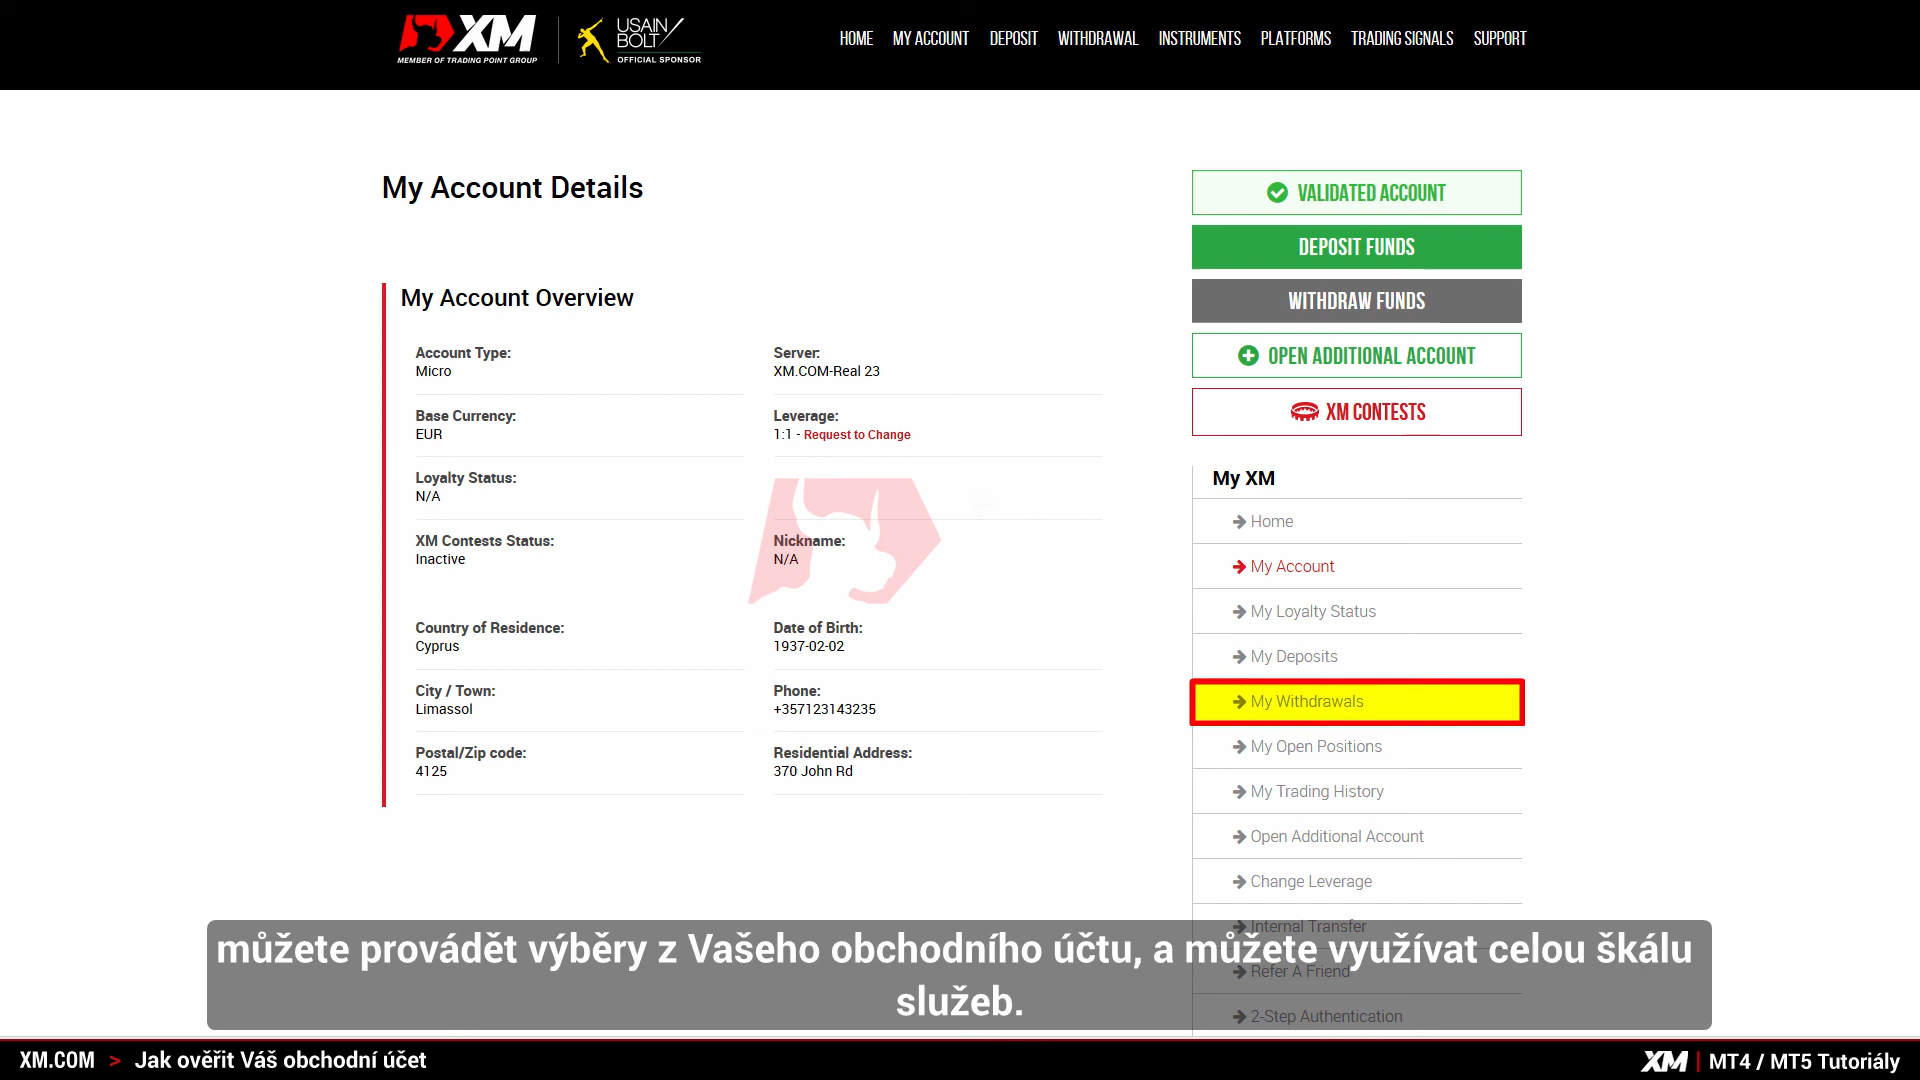 XM
MEMBER OF TRADING POINT GROUP
USAIN
BOLT
OFFICIAL SPONSOR
HOME MY ACCOUNT DEPOSIT WITHDRAWAL INSTRUMENTS PLATFORMS TRADING SIGNALS SUPPORT
My Account Details
My Account Overview
Account Type:
Micro
Server:
XM.COM-Real 23
Base Currency:
EUR
Leverage:
1:1 - Request to Change
Loyalty Status:
N/A
XM Contests Status:
Inactive
Nickname:
N/A
Country of Residence:
Cyprus
Date of Birth:
1937-02-02
City / Town:
Limassol
Phone:
+357123143235
Postal/Zip code:
4125
Residential Address:
370 John Rd
VALIDATED ACCOUNT
DEPOSIT FUNDS
WITHDRAW FUNDS
OPEN ADDITIONAL ACCOUNT
XM CONTESTS
My XM
Home
My Account
My Loyalty Status
My Deposits
My Withdrawals
My Open Positions
My Trading History
Open Additional Account
Change Leverage
Internal Transfer
Refer A Friend
2-Step Authentication
můžete provádět výběry z Vašeho obchodního účtu, a můžete využívat celou škálu
služeb.
XM.COM > Jak ověřit Váš obchodní účet
XM | MT4 / MT5 Tutoriály